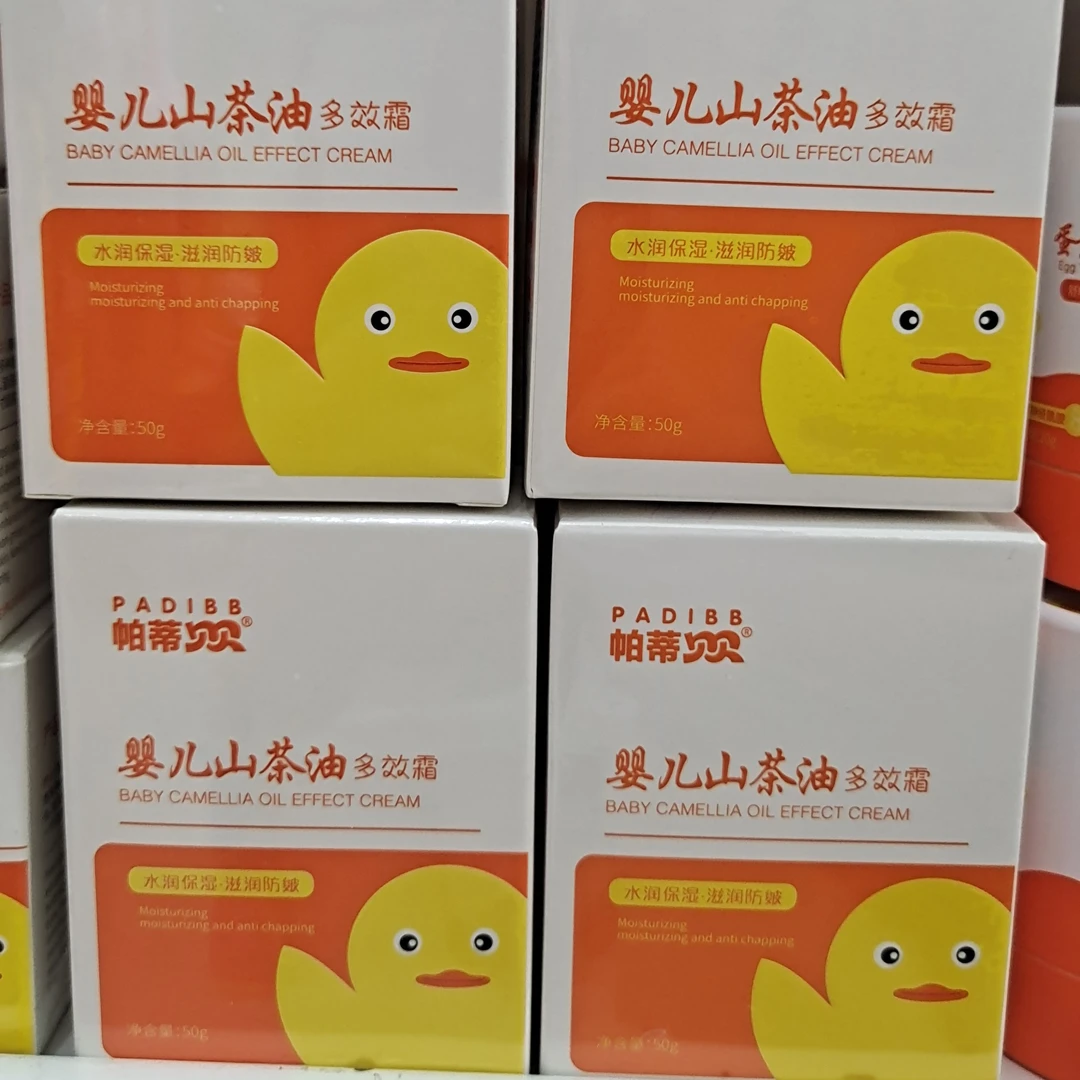 婴儿山茶油多效霜
BABY CAMELLIA OIL EFFECT CREAM
水润保湿·滋润防皴
Moisturizing
moisturizing and anti chapping
净含量:50g
婴儿山茶油多效霜
BABY CAMELLIA OIL EFFECT CREAM
水润保湿·滋润防皴
Moisturizing
moisturizing and anti chapping
净含量:50g
蛋
Egg
PADIBB
帕蒂贝®
婴儿山茶油多效霜
BABY CAMELLIA OIL EFFECT CREAM
水润保湿·滋润防皴
Moisturizing
moisturizing and anti chapping
净含量:50g
PADIBB
帕蒂贝®
婴儿山茶油多效霜
BABY CAMELLIA OIL EFFECT CREAM
水润保湿·滋润防皴
Moisturizing
moisturizing and anti chapping
净含量:50g